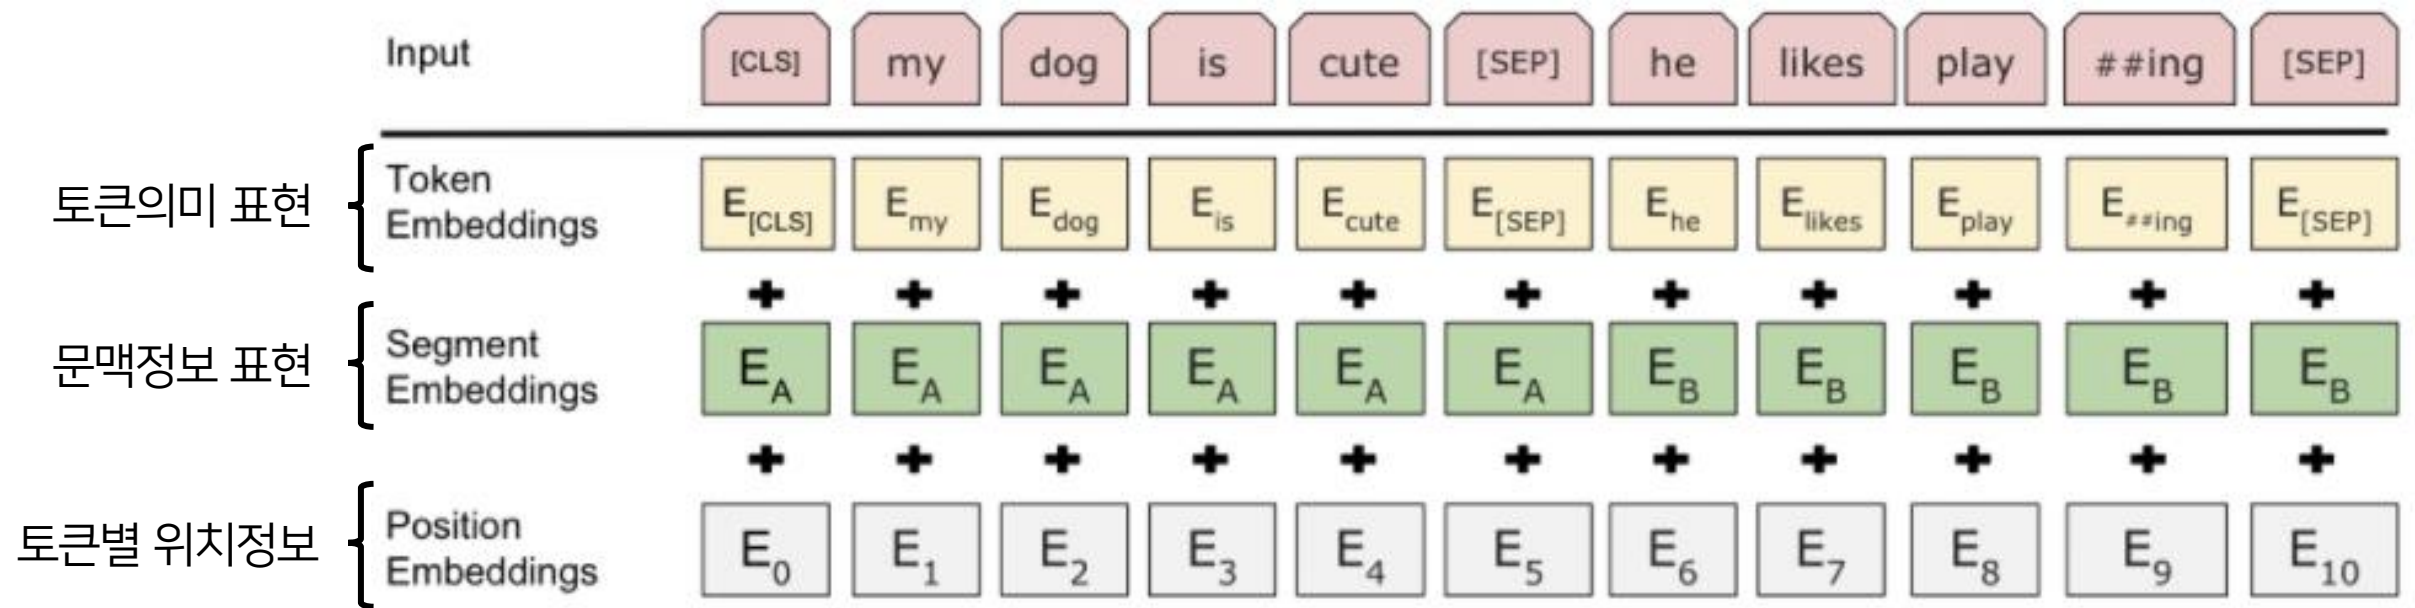 Input [CLS] my dog is cute [SEP] he likes play ##ing [SEP]
토큰의미 표현 Token Embeddings E[CLS] Emy Edog Eis Ecute E[SEP] Ehe Elikes Eplay E##ing E[SEP]
+ + + + + + + + + + +
문맥정보 표현 Segment Embeddings EA EA EA EA EA EA EB EB EB EB EB
+ + + + + + + + + + +
토큰별 위치정보 Position Embeddings E0 E1 E2 E3 E4 E5 E6 E7 E8 E9 E10